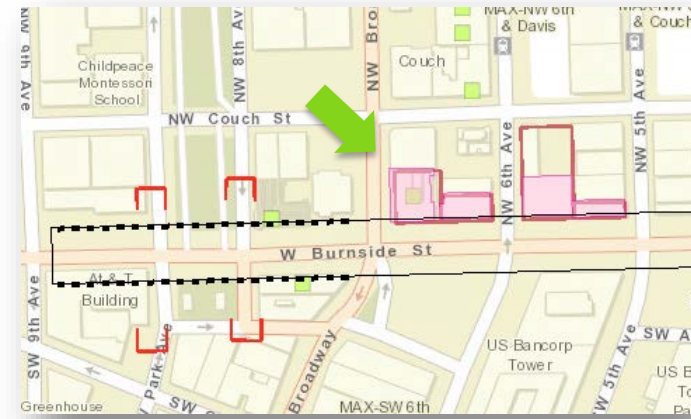 NW 9th Ave
NW 8th Av
NW Bro
MAX-NW 6th
& Davis
& Couch
Couch
Childpeace
Montessori
School
NW Couch St
NW 6th Ave
NW 5th Ave
W Burnside St
At & T
Building
SW 9th Ave
Park Ave
Broadway
US Bancorp
Tower
W 5th Ave
SW A
US B
Greenhouse
SW
MAX-SW 6th